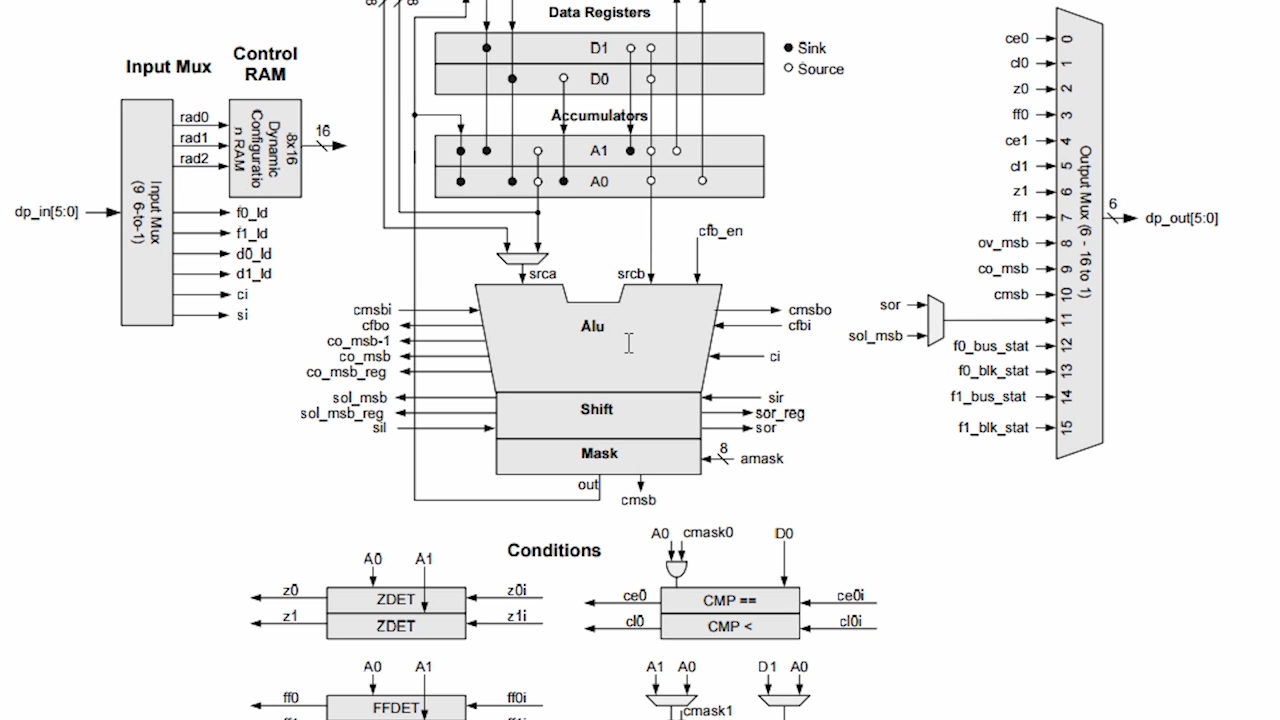 8
8
Data Registers
D1
D0
Sink
Source
Input Mux
Control
RAM
rad0
rad1
rad2
8x16
Dynamic
Configuratio
n RAM
16
Input Mux
(9 6-to-1)
dp_in[5:0]
f0_ld
f1_ld
d0_ld
d1_ld
ci
si
Accumulators
A1
A0
cfb_en
srca
srcb
Alu
cmsbi
cfbo
co_msb-1
co_msb
co_msb_reg
cmsbo
cfbi
ci
Shift
sol_msb
sol_msb_reg
sil
sir
sor_reg
sor
Mask
8
amask
out
cmsb
ce0
cl0
z0
ff0
ce1
cl1
z1
ff1
ov_msb
co_msb
cmsb
sor
sol_msb
f0_bus_stat
f0_blk_stat
f1_bus_stat
f1_blk_stat
0
1
2
3
4
5
6
7
8
9
10
11
12
13
14
15
Output Mux (6 - 16 to 1)
6
dp_out[5:0]
Conditions
A0
A1
z0
ZDET
z0i
z1
ZDET
z1i
A0
cmask0
D0
ce0
CMP ==
ce0i
cl0
CMP <
cl0i
A0
A1
ff0
FFDET
ff0i
A1
A0
D1
A0
cmask1